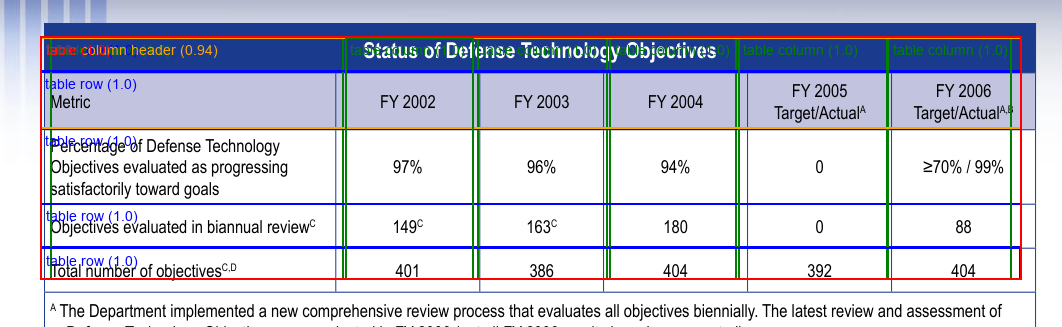 table column header (0.94)
Status of Defense Technology Objectives
table column (1.0)
table column (1.0)
table row (1.0)
Metric FY 2002 FY 2003 FY 2004 FY 2005 Target/Actual^A FY 2006 Target/Actual^A,B
table row (1.0)
Percentage of Defense Technology
Objectives evaluated as progressing 97% 96% 94% 0 ≥70% / 99%
satisfactorily toward goals
table row (1.0)
Objectives evaluated in biannual review^C 149^C 163^C 180 0 88
table row (1.0)
Total number of objectives^C,D 401 386 404 392 404
^A The Department implemented a new comprehensive review process that evaluates all objectives biennially. The latest review and assessment of